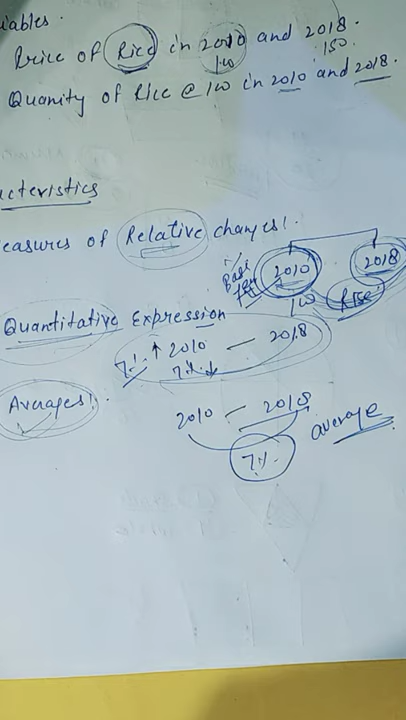 iables.
Price of Rice in 2010 and 2018.
100 150.
Quanity of Rice @ 100 in 2010 and 2018.
acteristics
easures of Relative changes!.
Base
2010 2018
100 Rise
Quantitative Expression
7% ↑ 2010 - 2018
7% ↓
Averages!.
2010 - 2018 average
7%.